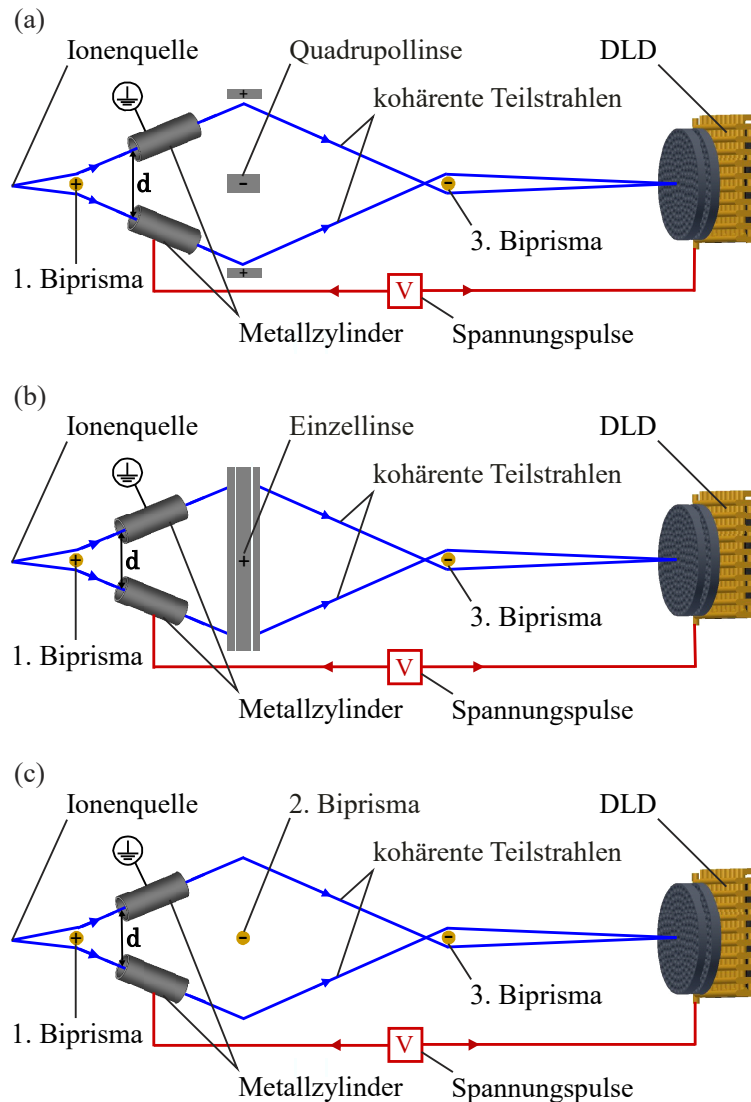 (a)
Ionenquelle
Quadrupollinse
DLD
kohärente Teilstrahlen
+
+
d
-
-
+
1. Biprisma
3. Biprisma
V
Metallzylinder
Spannungspulse
(b)
Ionenquelle
Einzellinse
DLD
kohärente Teilstrahlen
+
d
+
-
1. Biprisma
3. Biprisma
V
Metallzylinder
Spannungspulse
(c)
Ionenquelle
2. Biprisma
DLD
kohärente Teilstrahlen
+
d
-
-
1. Biprisma
3. Biprisma
V
Metallzylinder
Spannungspulse